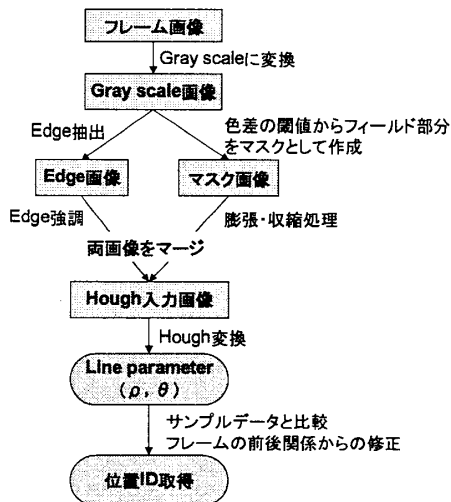 フレーム画像
Gray scaleに変換
Gray scale画像
Edge抽出
色差の閾値からフィールド部分
をマスクとして作成
Edge画像
マスク画像
Edge強調
膨張・収縮処理
両画像をマージ
Hough入力画像
Hough変換
Line parameter
(ρ, θ)
サンプルデータと比較
フレームの前後関係からの修正
位置ID取得